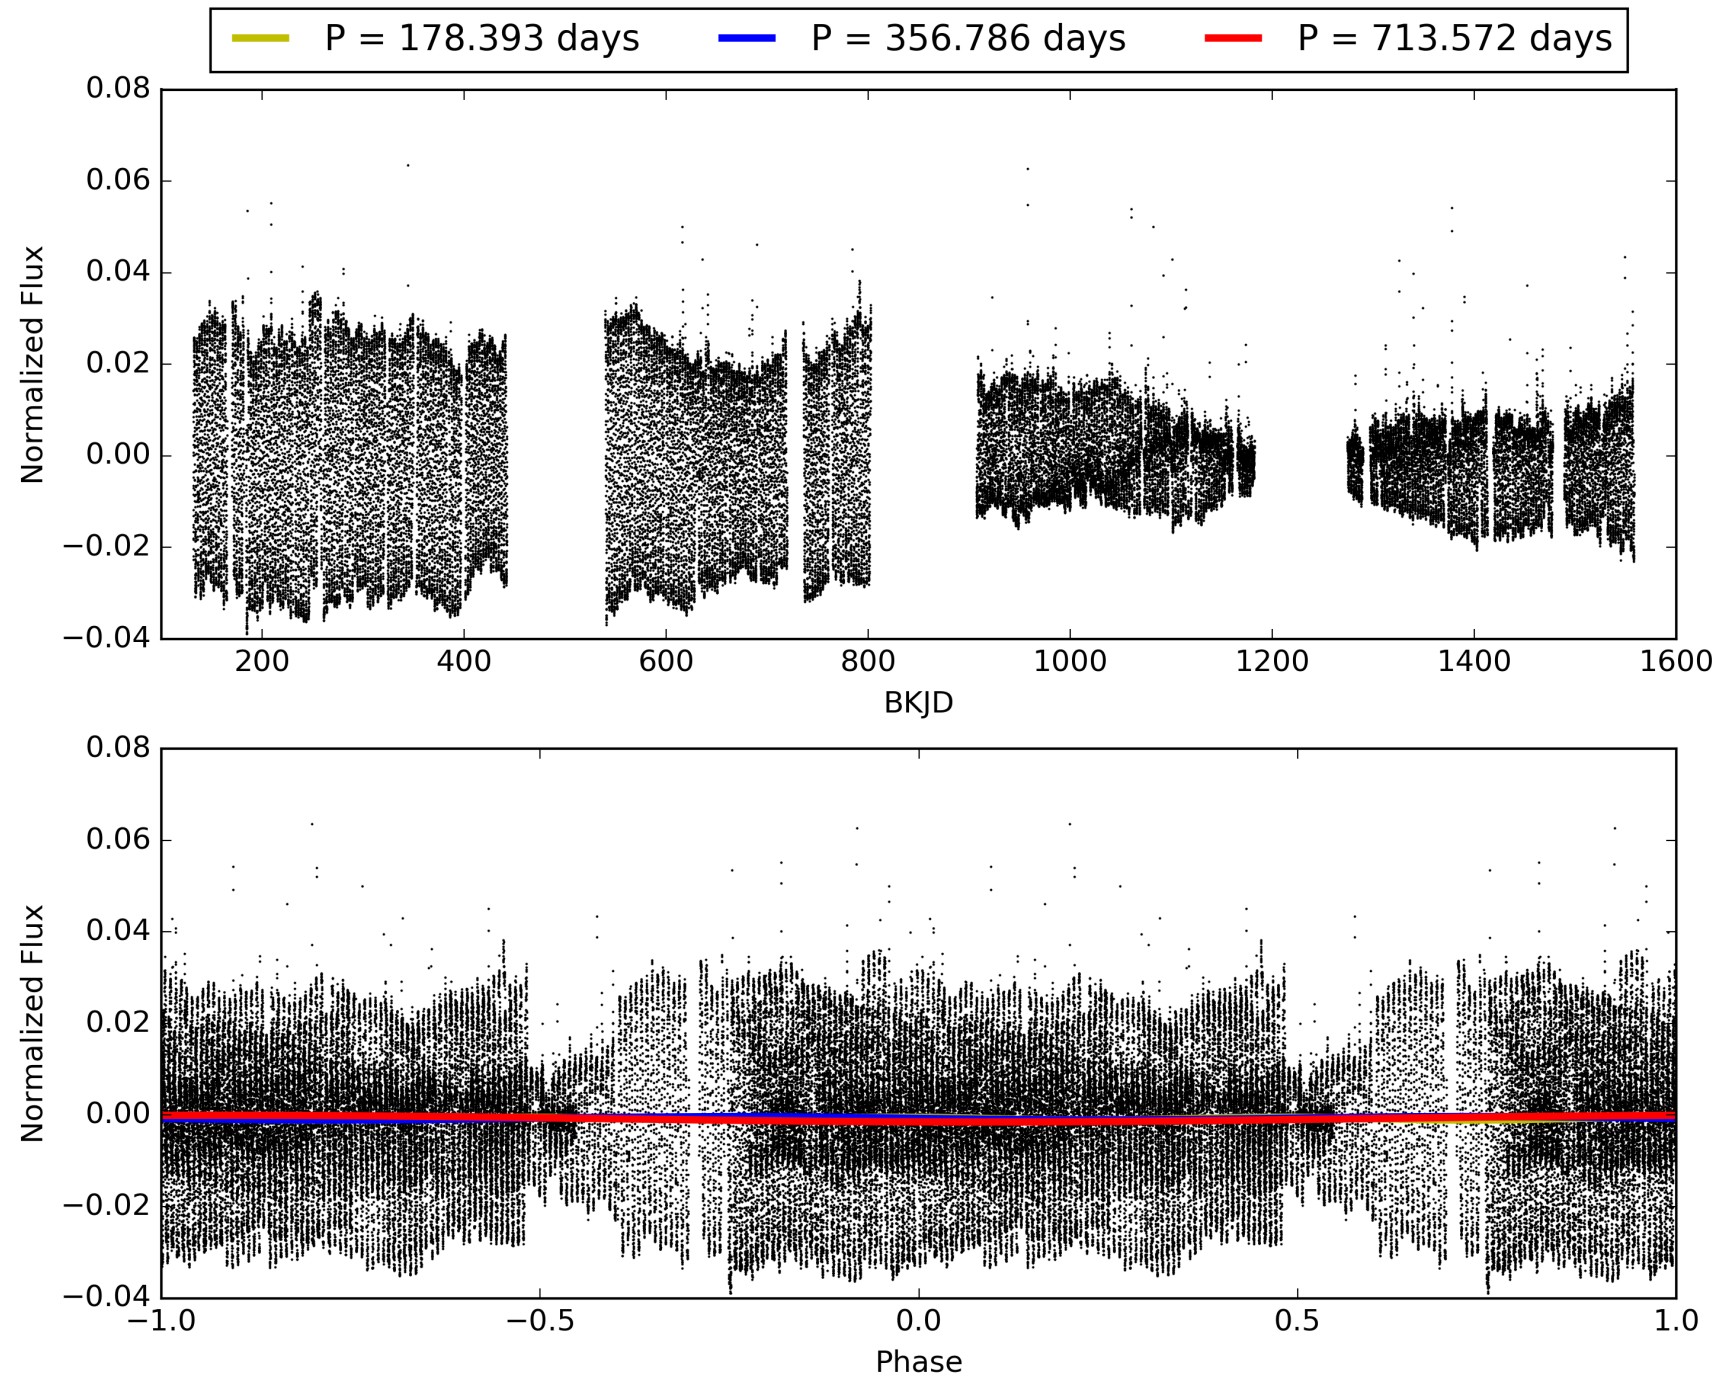 P = 178.393 days P = 356.786 days P = 713.572 days
0.08
0.06
0.04
0.02
0.00
−0.02
−0.04
Normalized Flux
200 400 600 800 1000 1200 1400 1600
BKJD
0.08
0.06
0.04
0.02
0.00
−0.02
−0.04
Normalized Flux
−1.0 −0.5 0.0 0.5 1.0
Phase